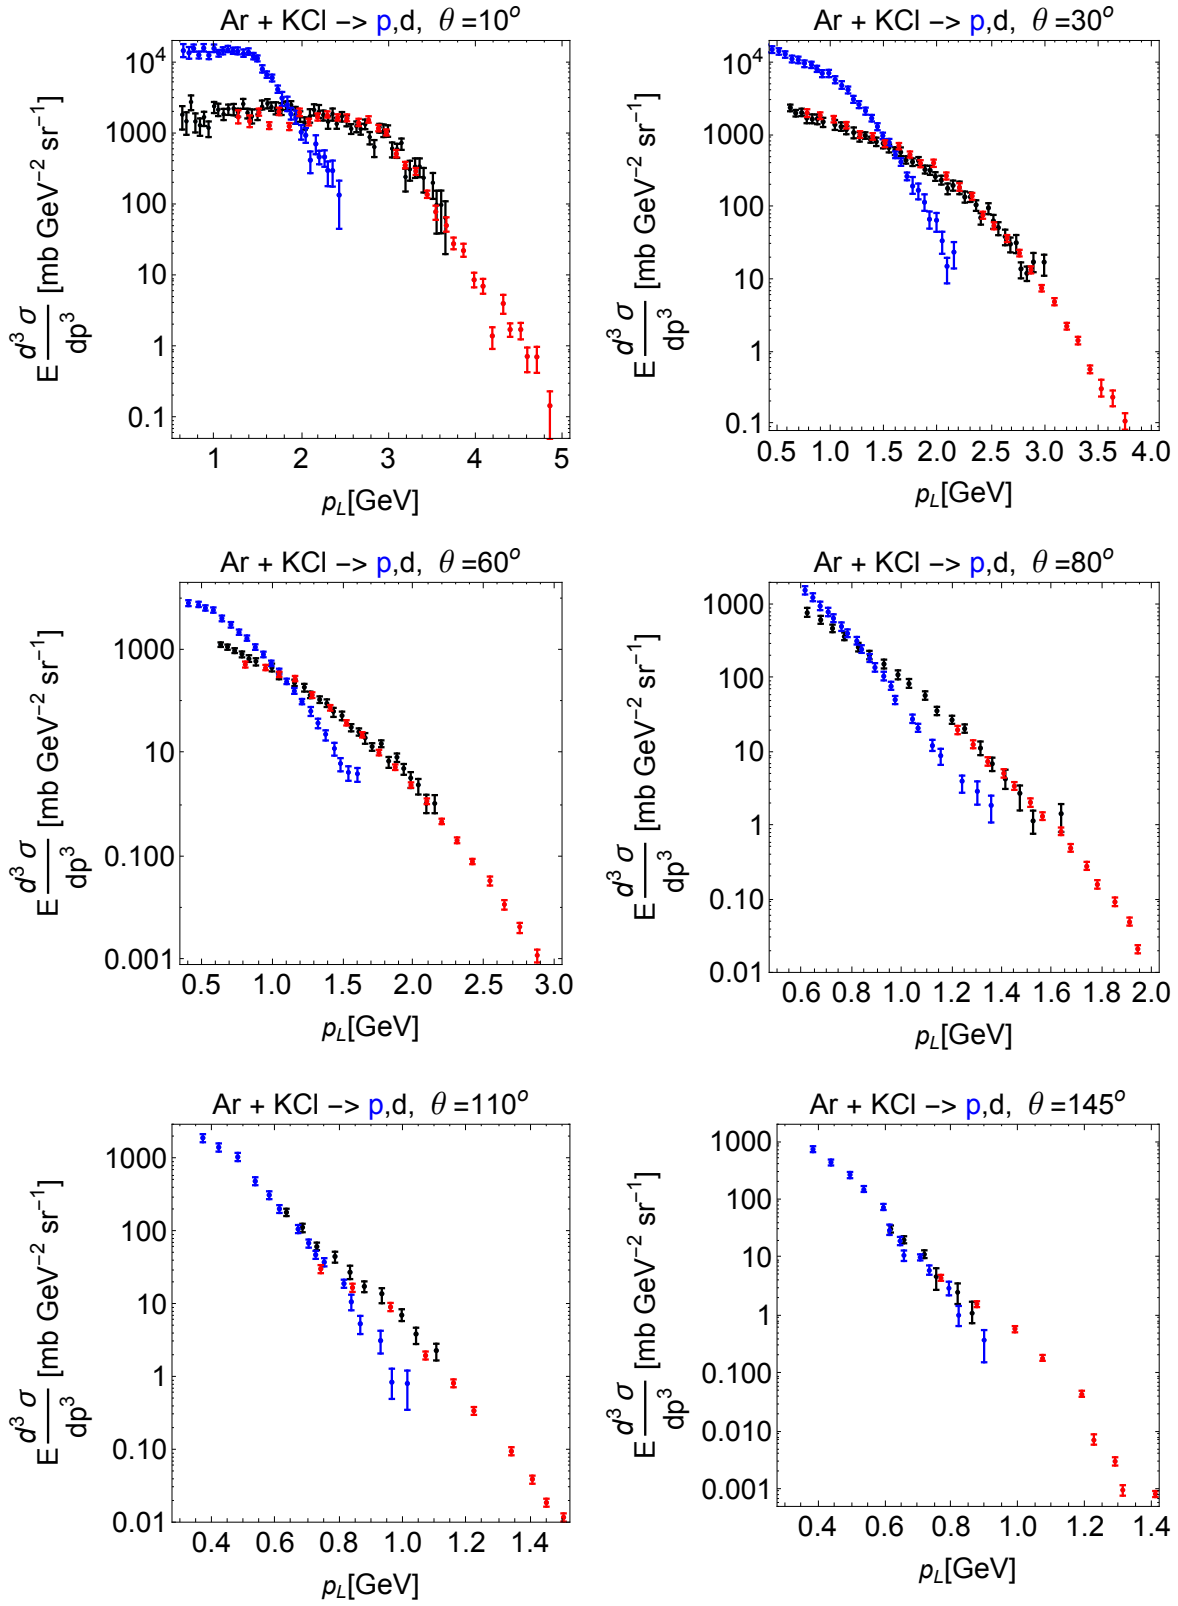 Ar + KCl −> p,d, θ =10°
10⁴
1000
100
10
1
0.1
1 2 3 4 5
E d³ σ / dp³ [mb GeV⁻² sr⁻¹]
p_L[GeV]
Ar + KCl −> p,d, θ =30°
10⁴
1000
100
10
1
0.1
0.5 1.0 1.5 2.0 2.5 3.0 3.5 4.0
E d³ σ / dp³ [mb GeV⁻² sr⁻¹]
p_L[GeV]
Ar + KCl −> p,d, θ =60°
1000
10
0.100
0.001
0.5 1.0 1.5 2.0 2.5 3.0
E d³ σ / dp³ [mb GeV⁻² sr⁻¹]
p_L[GeV]
Ar + KCl −> p,d, θ =80°
1000
100
10
1
0.10
0.01
0.6 0.8 1.0 1.2 1.4 1.6 1.8 2.0
E d³ σ / dp³ [mb GeV⁻² sr⁻¹]
p_L[GeV]
Ar + KCl −> p,d, θ =110°
1000
100
10
1
0.10
0.01
0.4 0.6 0.8 1.0 1.2 1.4
E d³ σ / dp³ [mb GeV⁻² sr⁻¹]
p_L[GeV]
Ar + KCl −> p,d, θ =145°
1000
100
10
1
0.100
0.010
0.001
0.4 0.6 0.8 1.0 1.2 1.4
E d³ σ / dp³ [mb GeV⁻² sr⁻¹]
p_L[GeV]